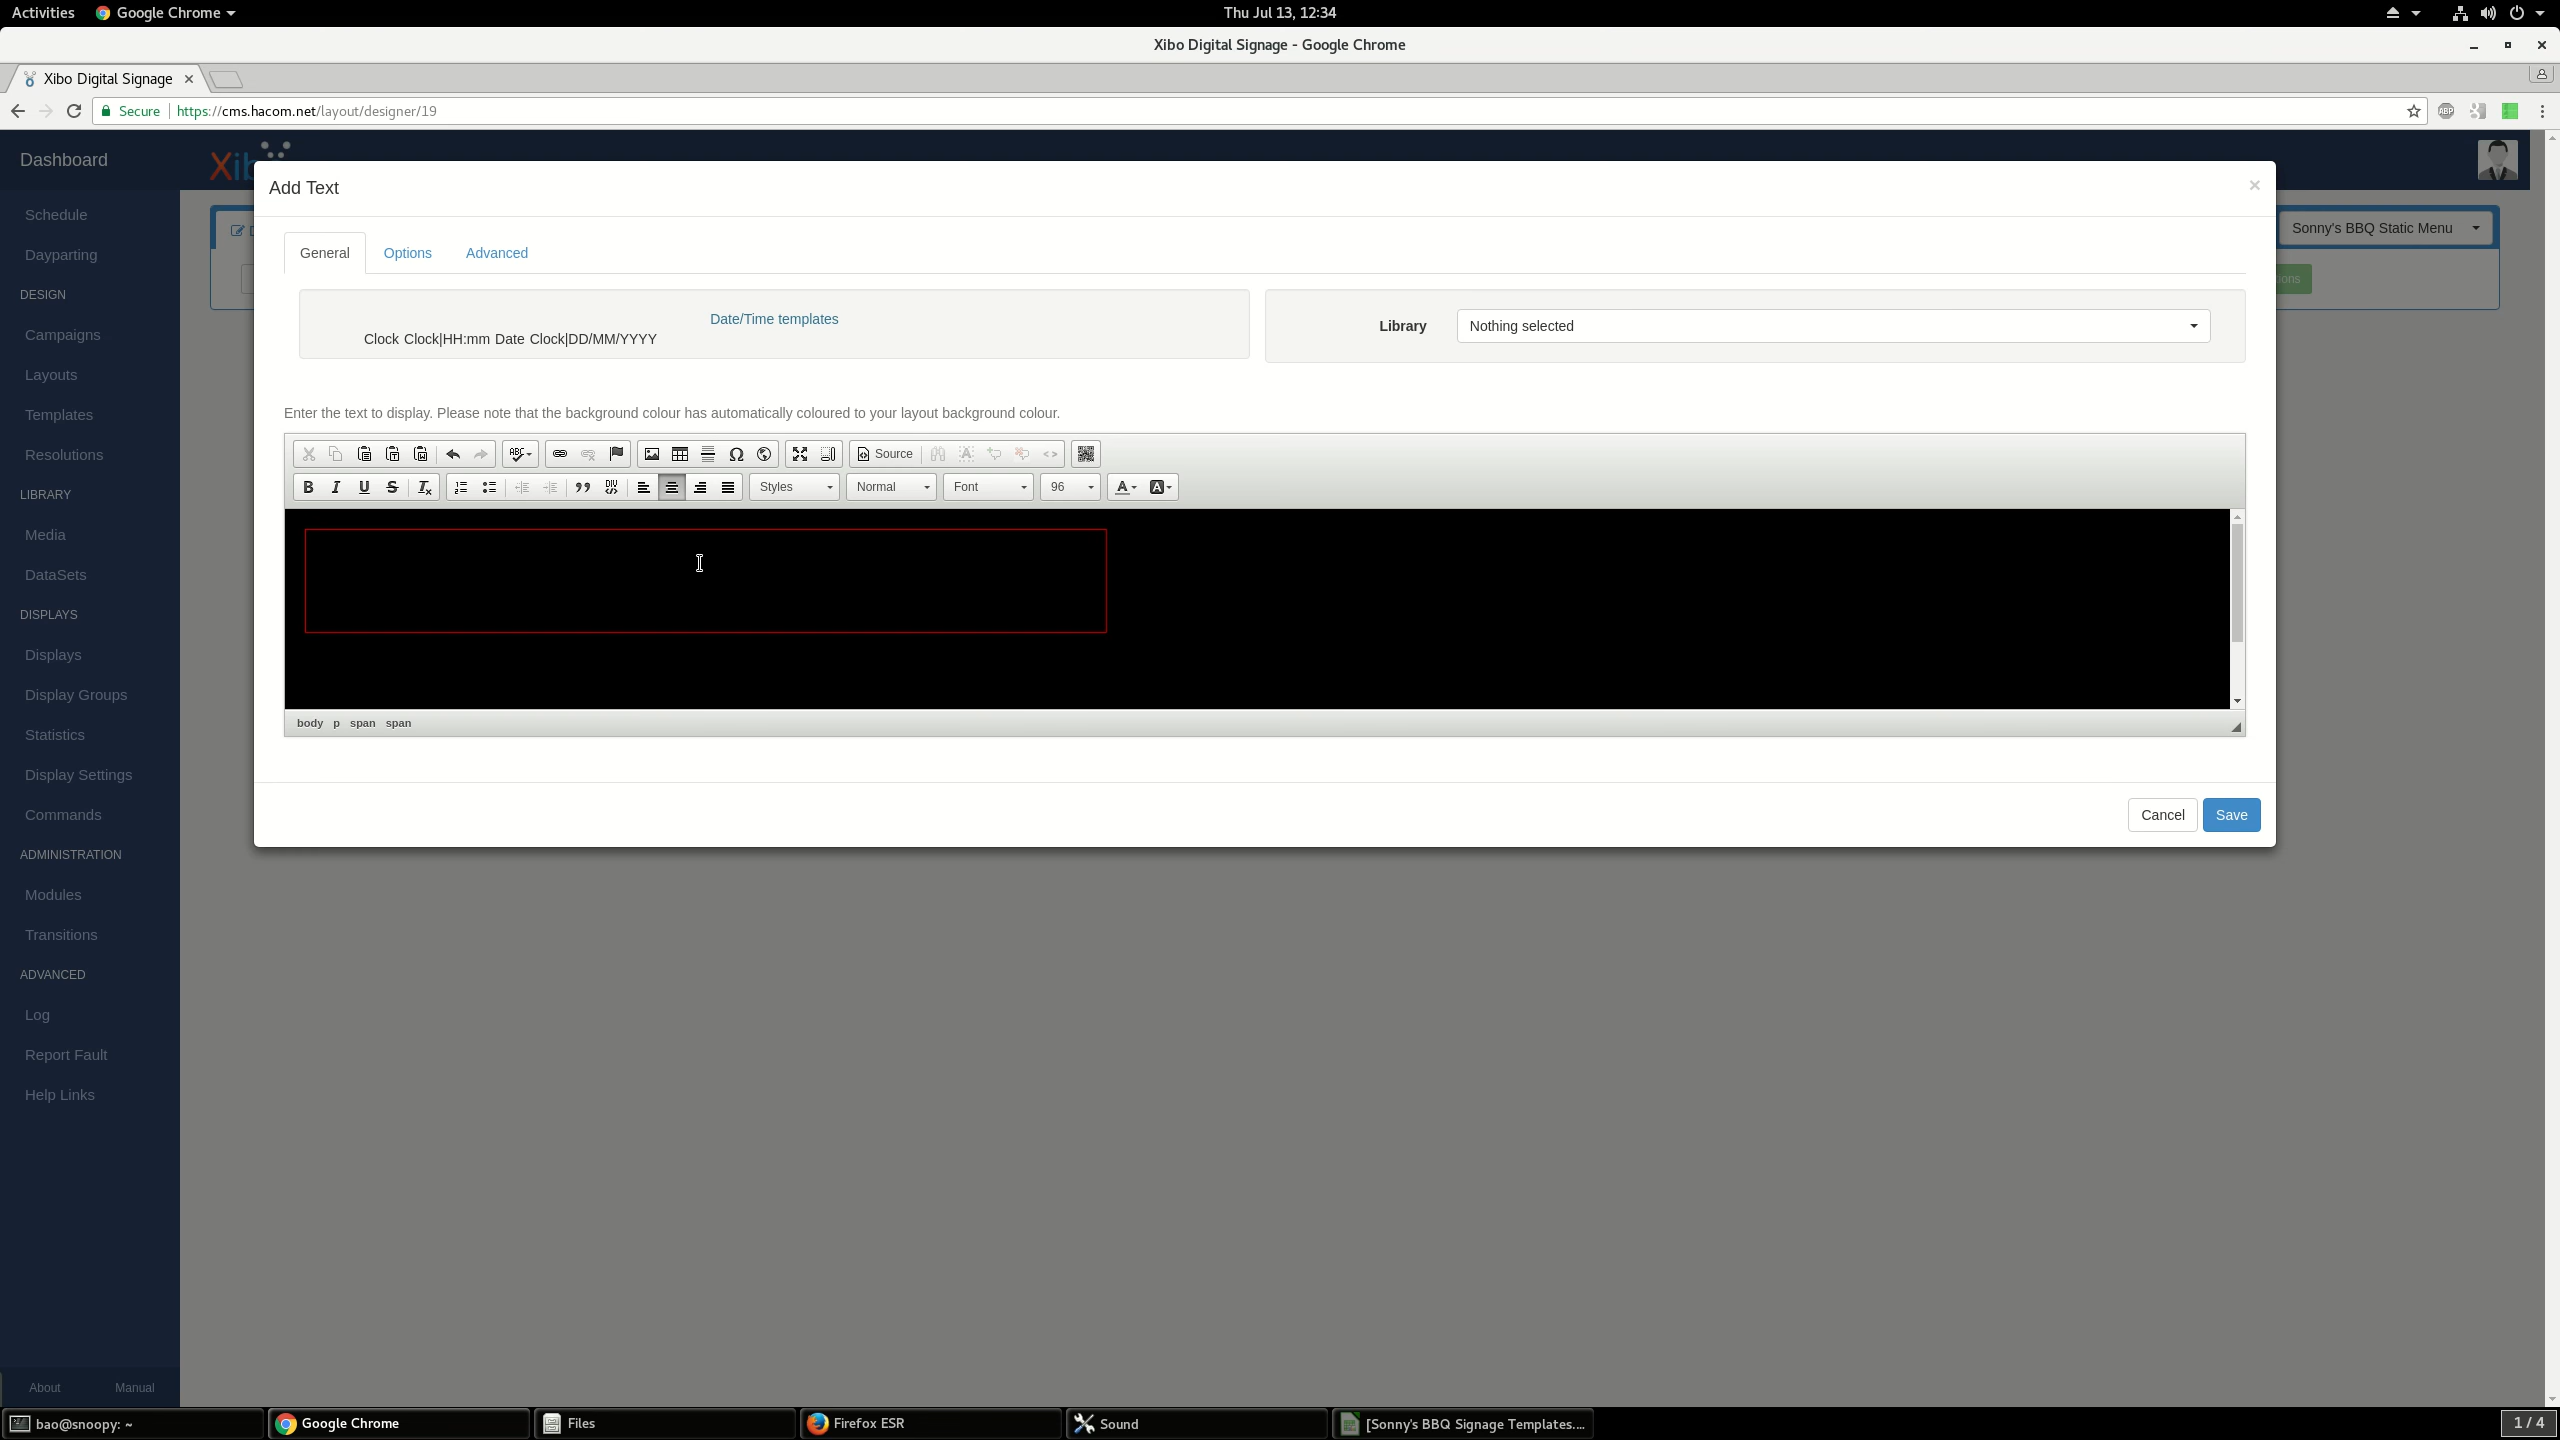 Activities Google Chrome Thu Jul 13, 12:34
Xibo Digital Signage - Google Chrome
Xibo Digital Signage
Secure https://cms.hacom.net/layout/designer/19
Dashboard
Schedule
Dayparting
DESIGN
Campaigns
Layouts
Templates
Resolutions
LIBRARY
Media
DataSets
DISPLAYS
Displays
Display Groups
Statistics
Display Settings
Commands
ADMINISTRATION
Modules
Transitions
ADVANCED
Log
Report Fault
Help Links
About Manual
Xib
Sonny's BBQ Static Menu
Add Text ×
General Options Advanced
Date/Time templates
Clock Clock|HH:mm Date Clock|DD/MM/YYYY
Library Nothing selected
Enter the text to display. Please note that the background colour has automatically coloured to your layout background colour.
Source
Styles Normal Font 96
body p span span
Cancel Save
bao@snoopy: ~ Google Chrome Files Firefox ESR Sound [Sonny's BBQ Signage Templates.... 1 / 4